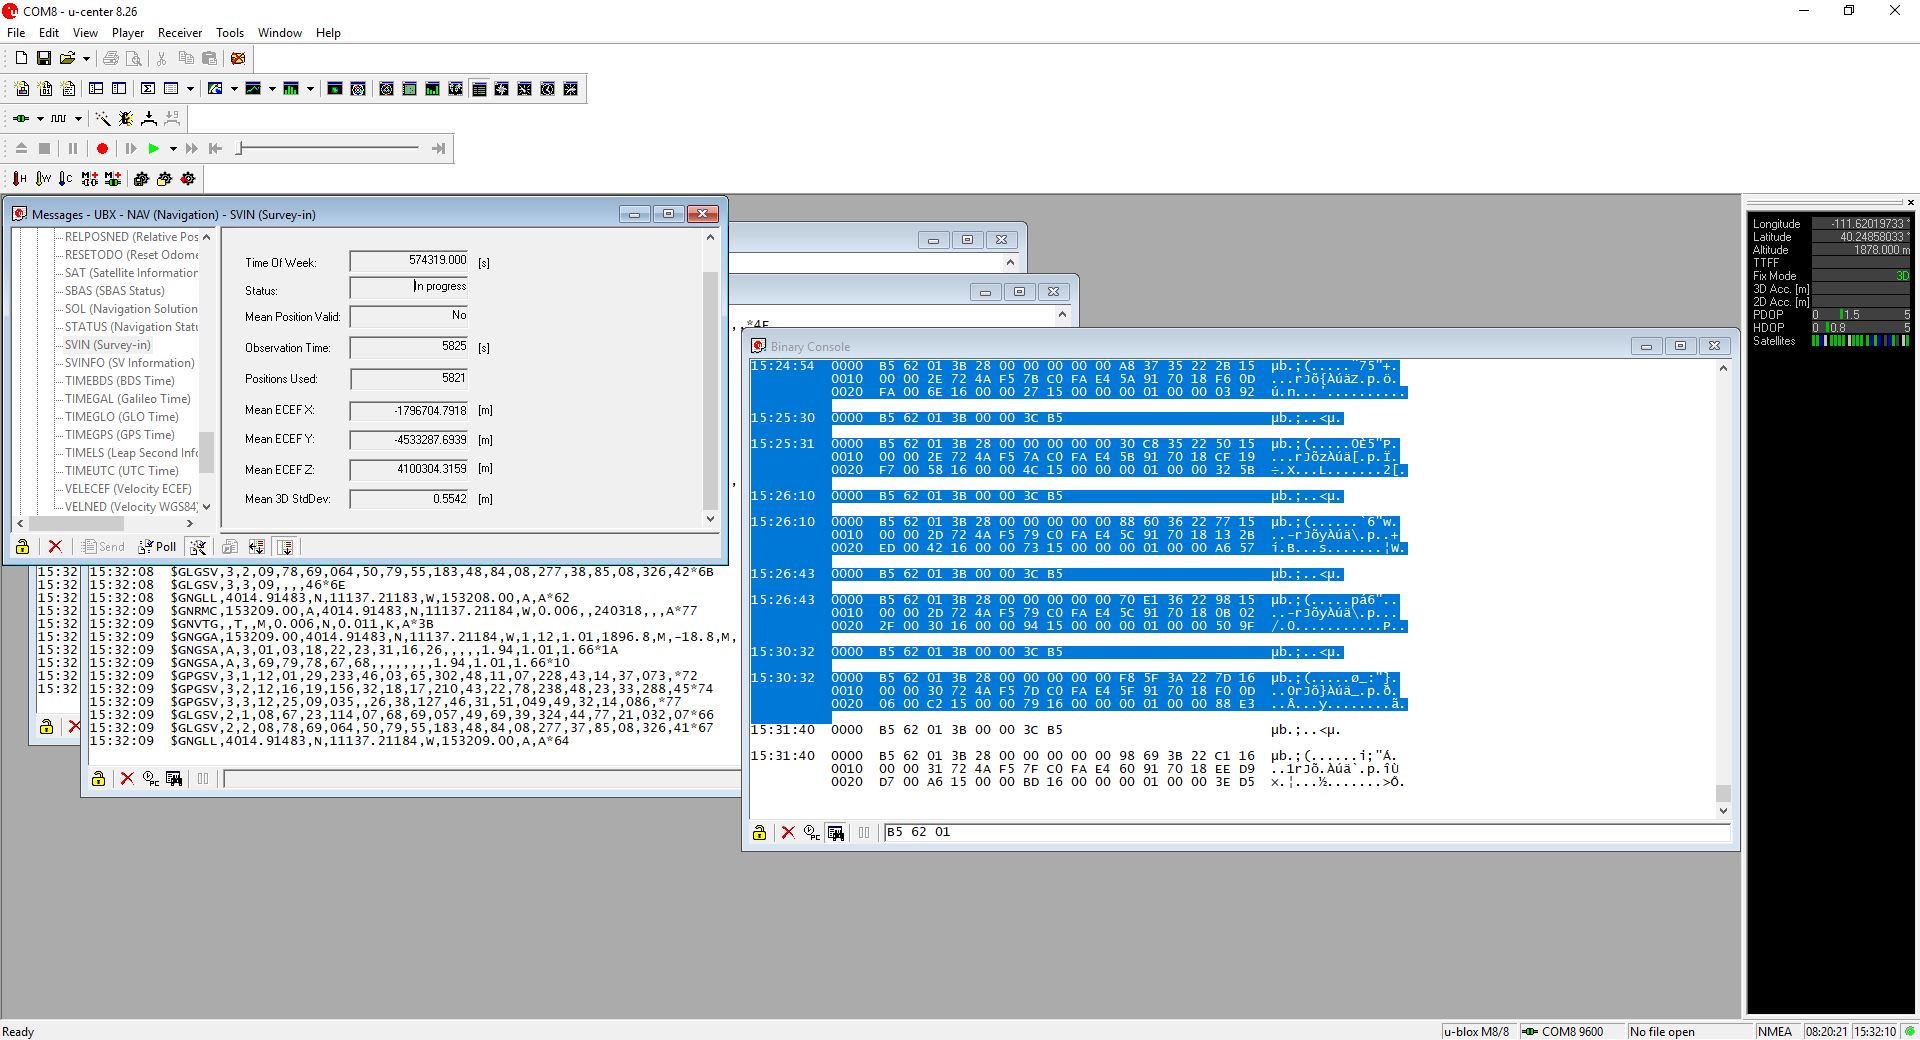 COM8 - u-center 8.26
File Edit View Player Receiver Tools Window Help
Messages - UBX - NAV (Navigation) - SVIN (Survey-in)
RELPOSNED (Relative Pos
RESETODO (Reset Odome
SAT (Satellite Information
SBAS (SBAS Status)
SOL (Navigation Solution
STATUS (Navigation Statu
SVIN (Survey-in)
SVINFO (SV Information)
TIMEBDS (BDS Time)
TIMEGAL (Galileo Time)
TIMEGLO (GLO Time)
TIMEGPS (GPS Time)
TIMELS (Leap Second Info
TIMEUTC (UTC Time)
VELECEF (Velocity ECEF)
VELNED (Velocity WGS84)
Time Of Week: 574319.000 [s]
Status: In progress
Mean Position Valid: No
Observation Time: 5825 [s]
Positions Used: 5821
Mean ECEF X: -1796704.7918 [m]
Mean ECEF Y: -4533287.6939 [m]
Mean ECEF Z: 4100304.3159 [m]
Mean 3D StdDev: 0.5542 [m]
Send Poll
15:32 15:32:08 $GLGSV,3,2,09,78,69,064,50,79,55,183,48,84,08,277,38,85,08,326,42*6B
15:32 15:32:08 $GLGSV,3,3,09,,,,46*6E
15:32 15:32:08 $GNGLL,4014.91483,N,11137.21183,W,153208.00,A,A*62
15:32 15:32:09 $GNRMC,153209.00,A,4014.91483,N,11137.21184,W,0.006,,240318,,,A*77
15:32 15:32:09 $GNVTG,,T,,M,0.006,N,0.011,K,A*3B
15:32 15:32:09 $GNGGA,153209.00,4014.91483,N,11137.21184,W,1,12,1.01,1896.8,M,-18.8,M,
15:32 15:32:09 $GNGSA,A,3,01,03,18,22,23,31,16,26,,,,,1.94,1.01,1.66*1A
15:32 15:32:09 $GNGSA,A,3,69,79,78,67,68,,,,,,,,1.94,1.01,1.66*10
15:32 15:32:09 $GPGSV,3,1,12,01,29,233,46,03,65,302,48,11,07,228,43,14,37,073,*72
15:32 15:32:09 $GPGSV,3,2,12,16,19,156,32,18,17,210,43,22,78,238,48,23,33,288,45*74
15:32:09 $GPGSV,3,3,12,25,09,035,,26,38,127,46,31,51,049,49,32,14,086,*77
15:32:09 $GLGSV,2,1,08,67,23,114,07,68,69,057,49,69,39,324,44,77,21,032,07*66
15:32:09 $GLGSV,2,2,08,78,69,064,50,79,55,183,48,84,08,277,37,85,08,326,41*67
15:32:09 $GNGLL,4014.91483,N,11137.21184,W,153209.00,A,A*64
,,*4F
Binary Console
15:24:54 0000 B5 62 01 3B 28 00 00 00 00 00 A8 37 35 22 2B 15 µb.;(.....¨75"+.
0010 00 00 2E 72 4A F5 7B C0 FA E4 5A 91 70 18 F6 0D ...rJõ{ÀúäZ.p.ö.
0020 FA 00 6E 16 00 00 27 15 00 00 00 01 00 00 03 92 ú.n...'..........
15:25:30 0000 B5 62 01 3B 00 00 3C B5 µb.;..<µ.
15:25:31 0000 B5 62 01 3B 28 00 00 00 00 00 30 C8 35 22 50 15 µb.;(.....0È5"P.
0010 00 00 2E 72 4A F5 7A C0 FA E4 5B 91 70 18 CF 19 ...rJõzÀúä[.p.Ï.
0020 F7 00 58 16 00 00 4C 15 00 00 00 01 00 00 32 5B ÷.X...L.......2[.
15:26:10 0000 B5 62 01 3B 00 00 3C B5 µb.;..<µ.
15:26:10 0000 B5 62 01 3B 28 00 00 00 00 00 88 60 36 22 77 15 µb.;(......`6"w.
0010 00 00 2D 72 4A F5 79 C0 FA E4 5C 91 70 18 13 2B ..-rJõyÀúä\.p..+
0020 ED 00 42 16 00 00 73 15 00 00 00 01 00 00 A6 57 í.B...s.......¦W.
15:26:43 0000 B5 62 01 3B 00 00 3C B5 µb.;..<µ.
15:26:43 0000 B5 62 01 3B 28 00 00 00 00 00 70 E1 36 22 98 15 µb.;(.....pá6"..
0010 00 00 2D 72 4A F5 79 C0 FA E4 5C 91 70 18 0B 02 ..-rJõyÀúä\.p...
0020 2F 00 30 16 00 00 94 15 00 00 00 01 00 00 50 9F /.0...........P..
15:30:32 0000 B5 62 01 3B 00 00 3C B5 µb.;..<µ.
15:30:32 0000 B5 62 01 3B 28 00 00 00 00 00 F8 5F 3A 22 7D 16 µb.;(.....ø_:"}.
0010 00 00 30 72 4A F5 7D C0 FA E4 5F 91 70 18 F0 0D ..0rJõ}Àúä_.p.ð.
0020 06 00 C2 15 00 00 79 16 00 00 00 01 00 00 88 E3 ..Â...y........ã.
15:31:40 0000 B5 62 01 3B 00 00 3C B5 µb.;..<µ.
15:31:40 0000 B5 62 01 3B 28 00 00 00 00 00 98 69 3B 22 C1 16 µb.;(......i;"Á.
0010 00 00 31 72 4A F5 7F C0 FA E4 60 91 70 18 EE D9 ..1rJõ.Àúä`.p.îÙ
0020 D7 00 A6 15 00 00 BD 16 00 00 00 01 00 00 3E D5 ×.¦...½.......>Õ.
B5 62 01
Longitude -111.62019733 °
Latitude 40.24858033 °
Altitude 1878.000 m
TTFF
Fix Mode 3D
3D Acc. [m]
2D Acc. [m]
PDOP 0 1.5 5
HDOP 0 0.8 5
Satellites
Ready
u-blox M8/8 COM8 9600 No file open NMEA 08:20:21 15:32:10